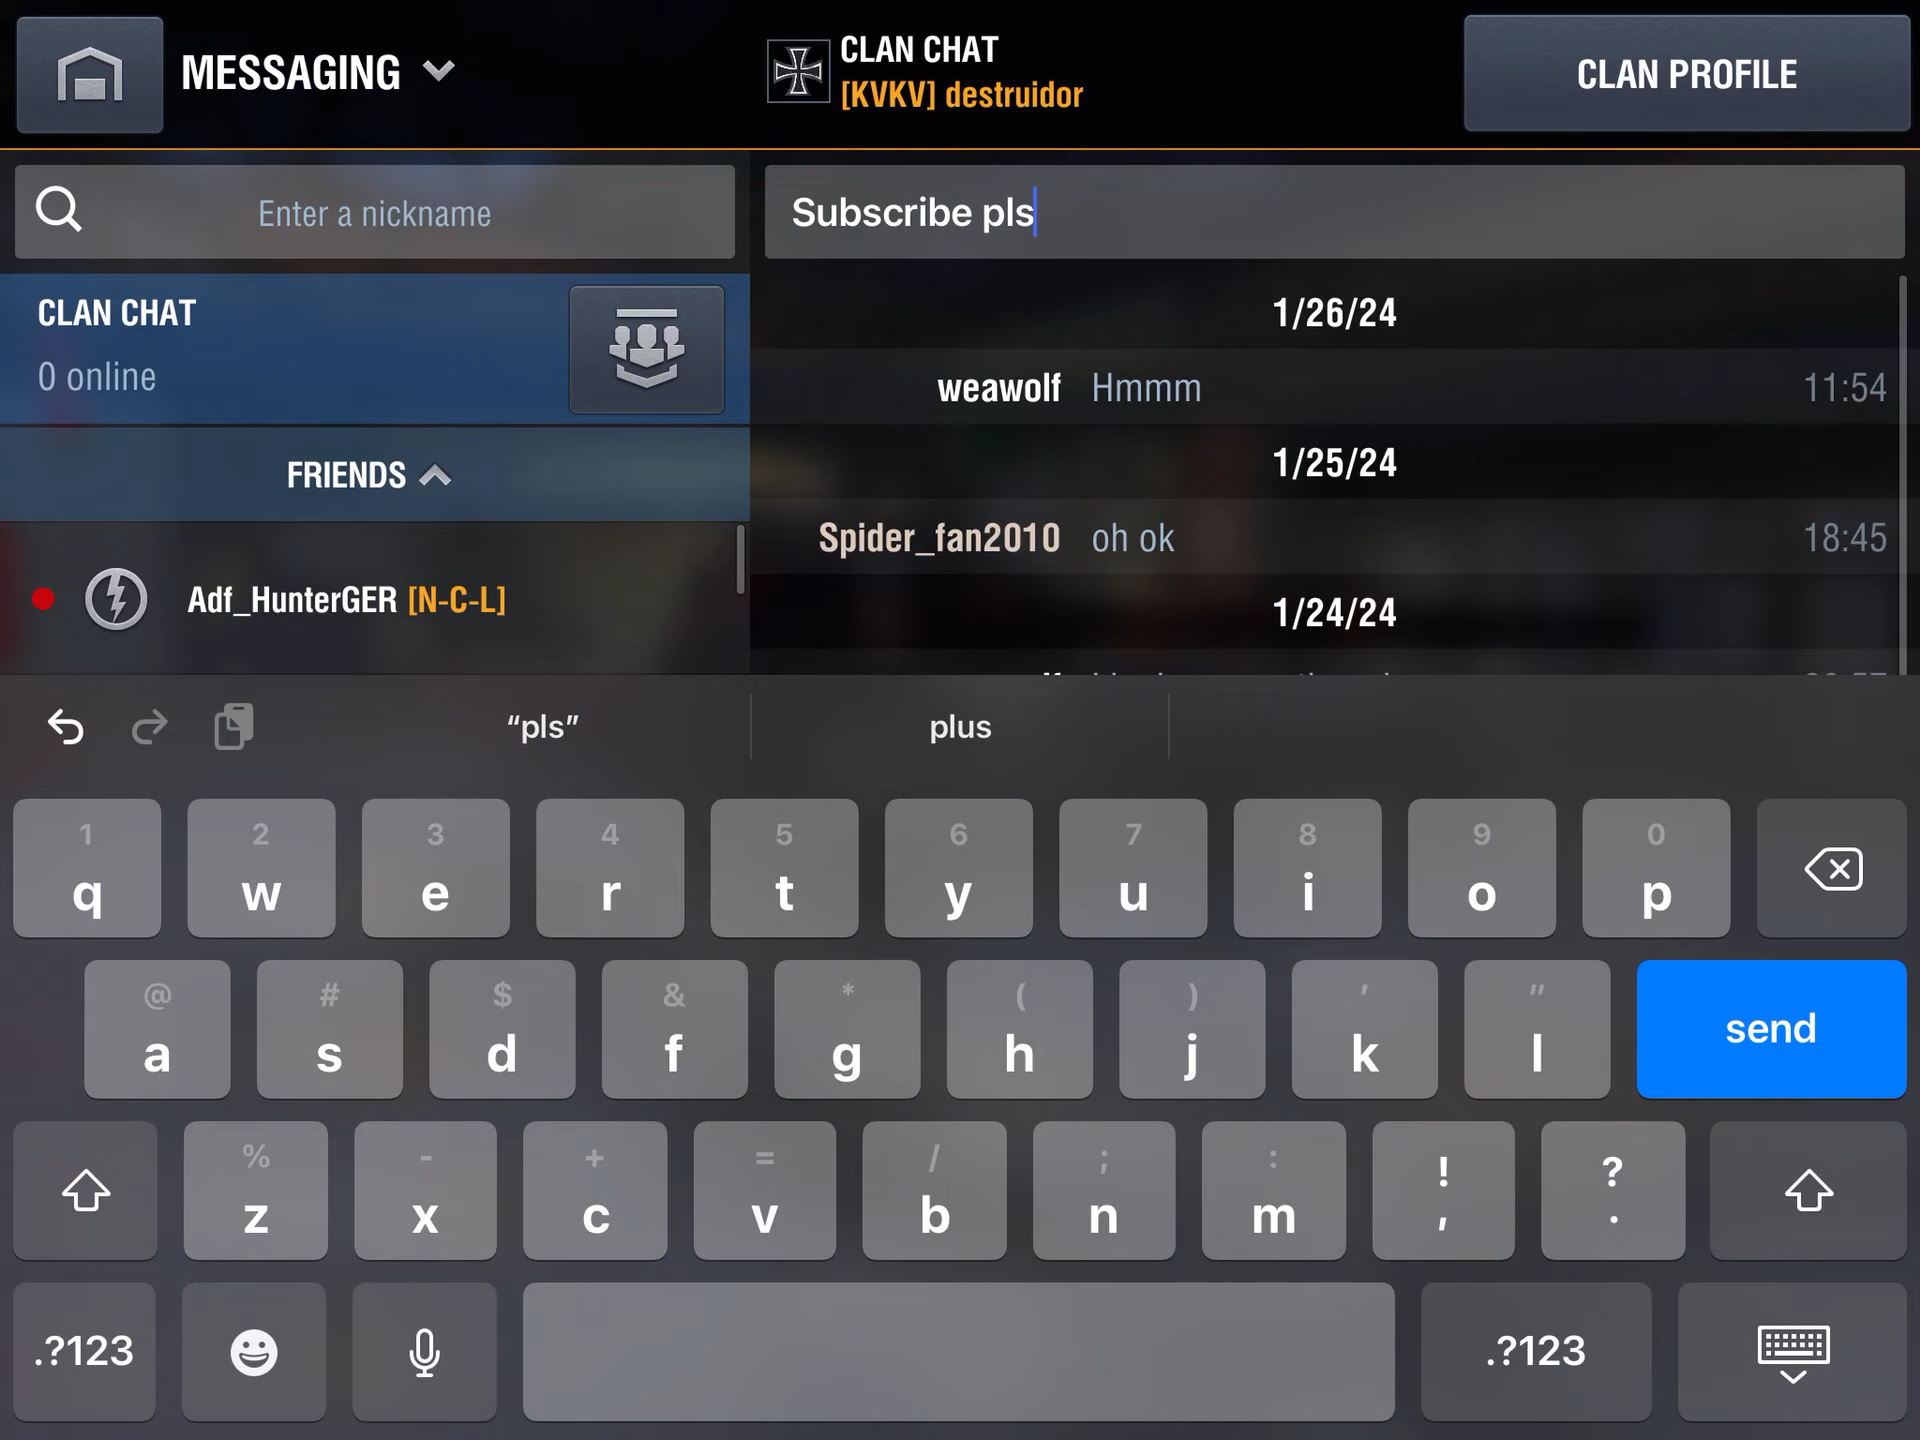 MESSAGING
CLAN CHAT
[KVKV] destruidor
CLAN PROFILE
Enter a nickname
Subscribe pls
CLAN CHAT
0 online
FRIENDS
Adf_HunterGER [N-C-L]
1/26/24
weawolf Hmmm 11:54
1/25/24
Spider_fan2010 oh ok 18:45
1/24/24
“pls” plus
1 2 3 4 5 6 7 8 9 0
q w e r t y u i o p
@ # $ & * ( ) ' "
a s d f g h j k l send
% - + = / ; : ! ?
z x c v b n m , .
.?123 .?123